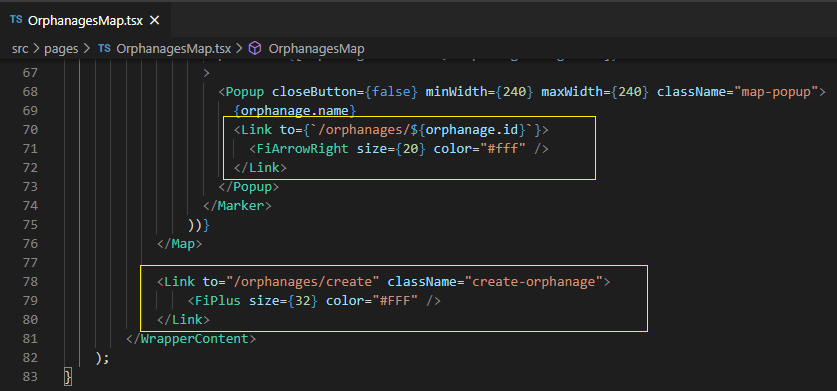 TS OrphanagesMap.tsx ×
src > pages > TS OrphanagesMap.tsx > OrphanagesMap
67 >
68 <Popup closeButton={false} minWidth={240} maxWidth={240} className="map-popup">
69 {orphanage.name}
70 <Link to={`/orphanages/${orphanage.id}`}>
71 <FiArrowRight size={20} color="#fff" />
72 </Link>
73 </Popup>
74 </Marker>
75 ))}
76 </Map>
77
78 <Link to="/orphanages/create" className="create-orphanage">
79 <FiPlus size={32} color="#FFF" />
80 </Link>
81 </WrapperContent>
82 );
83 }